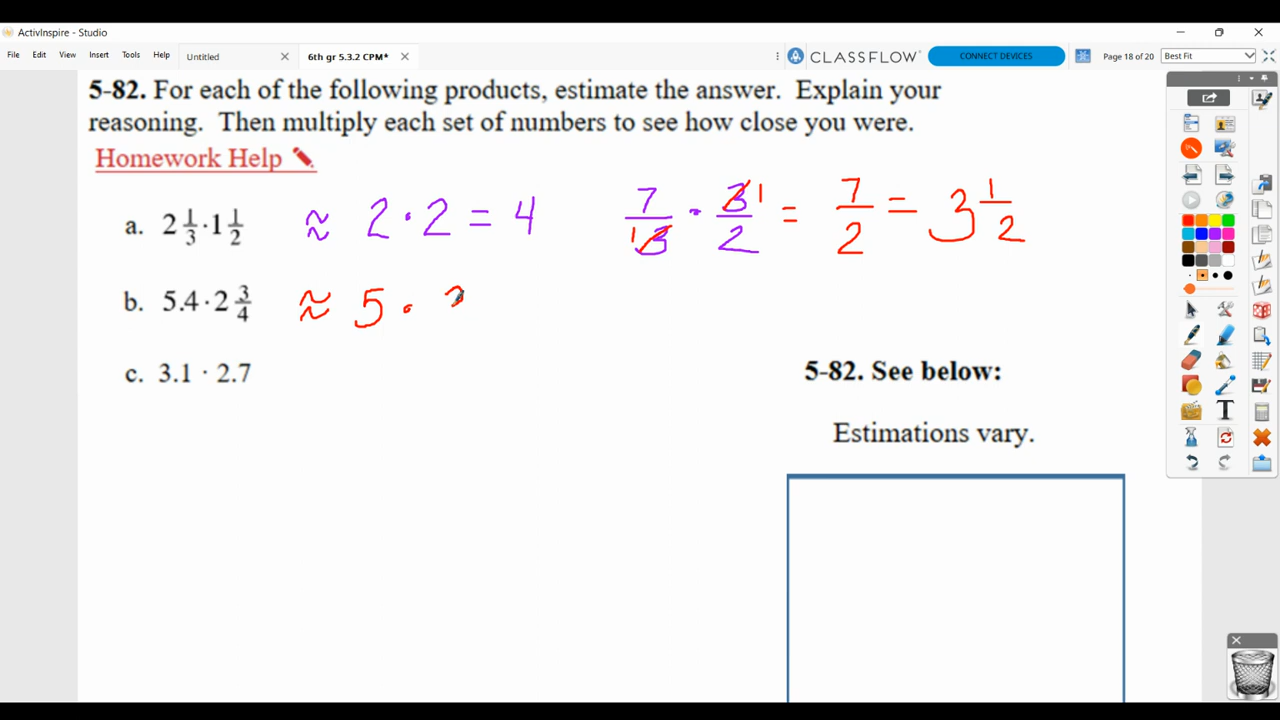 ActivInspire - Studio
File Edit View Insert Tools Help Untitled 6th gr 5.3.2 CPM* CLASSFLOW CONNECT DEVICES Page 18 of 20 Best Fit
5-82. For each of the following products, estimate the answer. Explain your
reasoning. Then multiply each set of numbers to see how close you were.
Homework Help
a. 2 1/3 · 1 1/2 ≈ 2 · 2 = 4 7/13 · 31/2 = 7/2 = 3 1/2
b. 5.4 · 2 3/4 ≈ 5 ·
c. 3.1 · 2.7
5-82. See below:
Estimations vary.